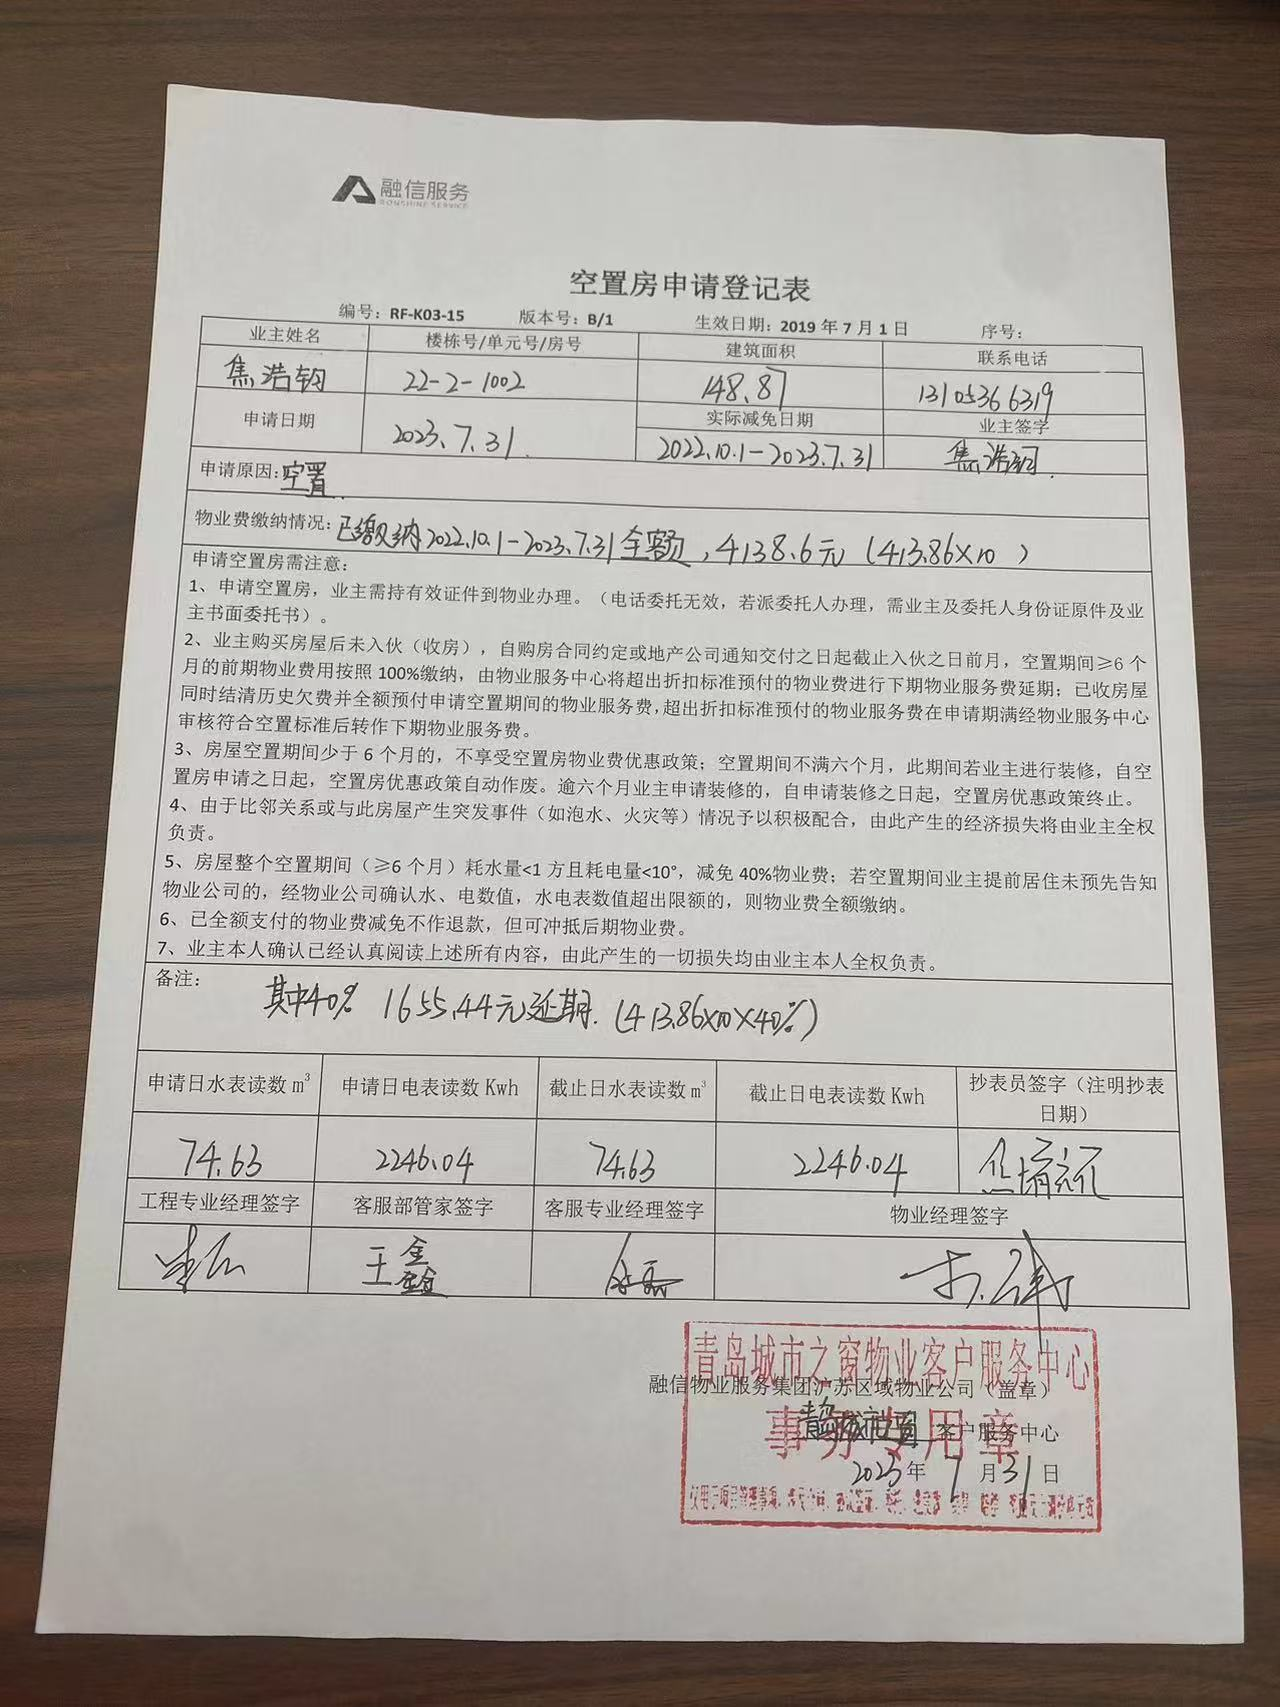 融信服务
RONSHINE SERVICE
空置房申请登记表
编号：RF-K03-15 版本号：B/1 生效日期：2019 年 7 月 1 日 序号：
业主姓名 楼栋号/单元号/房号 建筑面积 联系电话
焦浩钧 22-2-1002 148.87 13105366319
申请日期 2023.7.31. 实际减免日期 业主签字
2022.10.1-2023.7.31 焦浩钧.
申请原因：空置.
物业费缴纳情况：已缴纳2022.10.1-2023.7.31全额，4138.6元（413.86×10）
申请空置房需注意：
1、申请空置房，业主需持有效证件到物业办理。（电话委托无效，若派委托人办理，需业主及委托人身份证原件及业
主书面委托书）。
2、业主购买房屋后未入伙（收房），自购房合同约定或地产公司通知交付之日起截止入伙之日前月，空置期间≥6 个
月的前期物业费用按照 100%缴纳，由物业服务中心将超出折扣标准预付的物业费进行下期物业服务费延期；已收房屋
同时结清历史欠费并全额预付申请空置期间的物业服务费，超出折扣标准预付的物业服务费在申请期满经物业服务中心
审核符合空置标准后转作下期物业服务费。
3、房屋空置期间少于 6 个月的，不享受空置房物业费优惠政策；空置期间不满六个月，此期间若业主进行装修，自空
置房申请之日起，空置房优惠政策自动作废。逾六个月业主申请装修的，自申请装修之日起，空置房优惠政策终止。
4、由于比邻关系或与此房屋产生突发事件（如泡水、火灾等）情况予以积极配合，由此产生的经济损失将由业主全权
负责。
5、房屋整个空置期间（≥6 个月）耗水量<1 方且耗电量<10°，减免 40%物业费；若空置期间业主提前居住未预先告知
物业公司的，经物业公司确认水、电数值，水电表数值超出限额的，则物业费全额缴纳。
6、已全额支付的物业费减免不作退款，但可冲抵后期物业费。
7、业主本人确认已经认真阅读上述所有内容，由此产生的一切损失均由业主本人全权负责。
备注：
其中40% 1655.44元延期.（413.86×10×40%）
申请日水表读数 m³ 申请日电表读数 Kwh 截止日水表读数 m³ 截止日电表读数 Kwh 抄表员签字（注明抄表
日期）
74.63 2246.04 74.63 2246.04
工程专业经理签字 客服部管家签字 客服专业经理签字 物业经理签字
王鑫
青岛城市之窗物业客户服务中心
融信物业服务集团沪苏区域物业公司（盖章）
事务专用章
青岛城市之窗 客户服务中心
2023 年 7 月 31 日